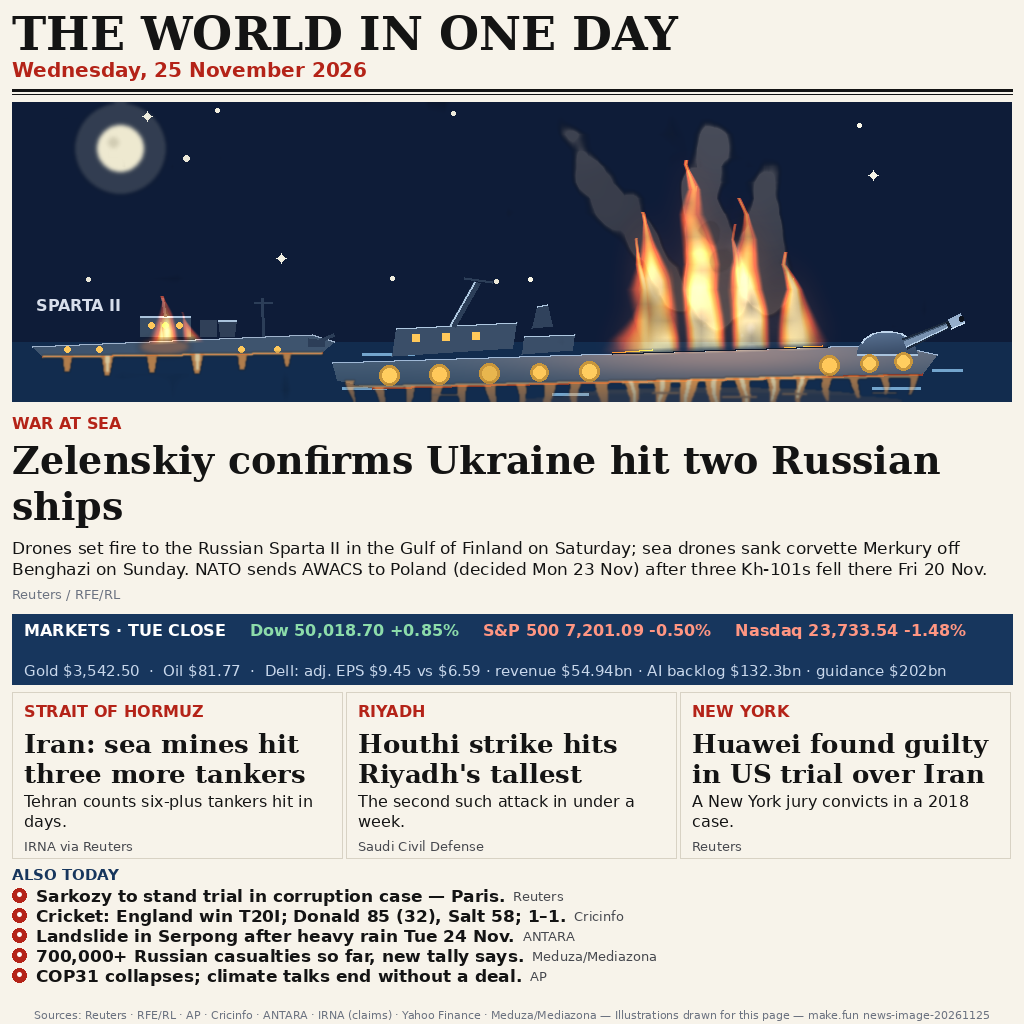 THE WORLD IN ONE DAY
Wednesday, 25 November 2026
SPARTA II
WAR AT SEA
Zelenskiy confirms Ukraine hit two Russian
ships
Drones set fire to the Russian Sparta II in the Gulf of Finland on Saturday; sea drones sank corvette Merkury off
Benghazi on Sunday. NATO sends AWACS to Poland (decided Mon 23 Nov) after three Kh-101s fell there Fri 20 Nov.
Reuters / RFE/RL
MARKETS · TUE CLOSE Dow 50,018.70 +0.85% S&P 500 7,201.09 -0.50% Nasdaq 23,733.54 -1.48%
Gold $3,542.50 · Oil $81.77 · Dell: adj. EPS $9.45 vs $6.59 · revenue $54.94bn · AI backlog $132.3bn · guidance $202bn
STRAIT OF HORMUZ
Iran: sea mines hit
three more tankers
Tehran counts six-plus tankers hit in
days.
IRNA via Reuters
RIYADH
Houthi strike hits
Riyadh's tallest
The second such attack in under a
week.
Saudi Civil Defense
NEW YORK
Huawei found guilty
in US trial over Iran
A New York jury convicts in a 2018
case.
Reuters
ALSO TODAY
Sarkozy to stand trial in corruption case — Paris. Reuters
Cricket: England win T20I; Donald 85 (32), Salt 58; 1–1. Cricinfo
Landslide in Serpong after heavy rain Tue 24 Nov. ANTARA
700,000+ Russian casualties so far, new tally says. Meduza/Mediazona
COP31 collapses; climate talks end without a deal. AP
Sources: Reuters · RFE/RL · AP · Cricinfo · ANTARA · IRNA (claims) · Yahoo Finance · Meduza/Mediazona — Illustrations drawn for this page — make.fun news-image-20261125